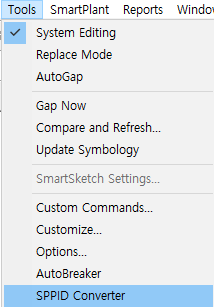 Tools SmartPlant Reports Window
System Editing
Replace Mode
AutoGap
Gap Now
Compare and Refresh...
Update Symbology
SmartSketch Settings...
Custom Commands...
Customize...
Options...
AutoBreaker
SPPID Converter